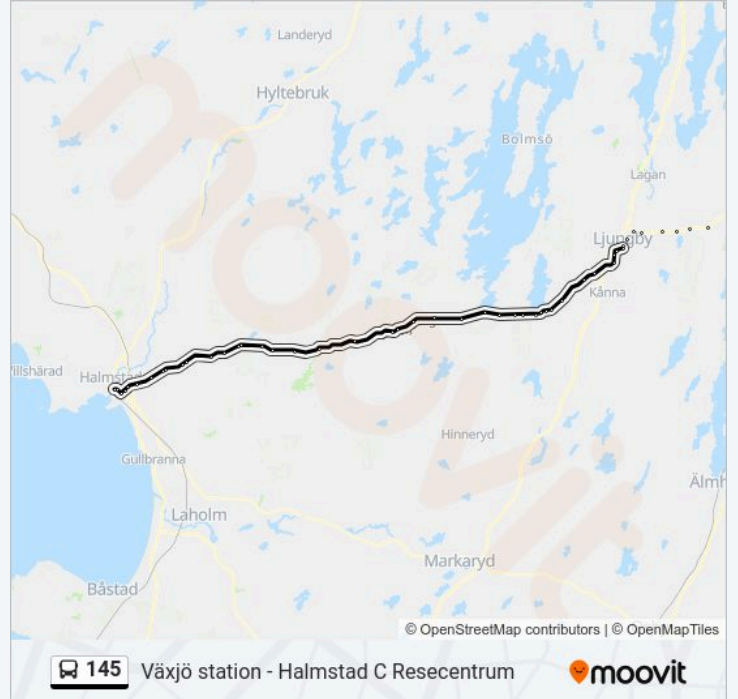 Landeryd
Hyltebruk
Bolmsö
Lagan
Ljungby
Kånna
Halmstad
Hinneryd
Gullbranna
Laholm
Markaryd
Båstad
moovit
© OpenStreetMap contributors | © OpenMapTiles
145 Växjö station - Halmstad C Resecentrum
moovit